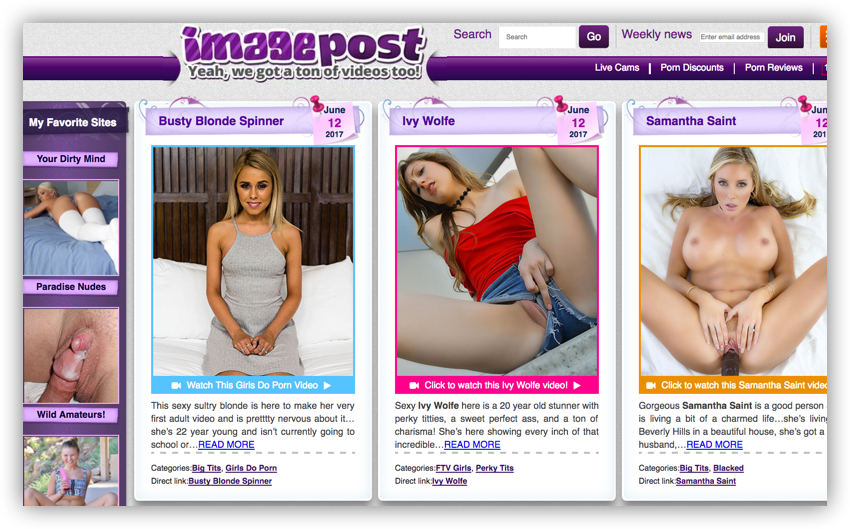 imagepost
Yeah, we got a ton of videos too!
Search
Search
Go
Weekly news
Enter email address
Join
Live Cams
Porn Discounts
Porn Reviews
My Favorite Sites
Your Dirty Mind
Paradise Nudes
Wild Amateurs!
Busty Blonde Spinner
June
12
2017
Watch This Girls Do Porn Video
This sexy sultry blonde is here to make her very
first adult video and is pretttty nervous about it…
she's 22 year young and isn't currently going to
school or…READ MORE
Categories:Big Tits, Girls Do Porn
Direct link:Busty Blonde Spinner
Ivy Wolfe
June
12
2017
Click to watch this Ivy Wolfe video!
Sexy Ivy Wolfe here is a 20 year old stunner with
perky titties, a sweet perfect ass, and a ton of
charisma! She's here showing every inch of that
incredible…READ MORE
Categories:FTV Girls, Perky Tits
Direct link:Ivy Wolfe
Samantha Saint
Jun
12
2017
Click to watch this Samantha Saint video
Gorgeous Samantha Saint is a good person
is living a bit of a charmed life…she's living
Beverly Hills in a beautiful house, she's got a
husband,…READ MORE
Categories:Big Tits, Blacked
Direct link:Samantha Saint